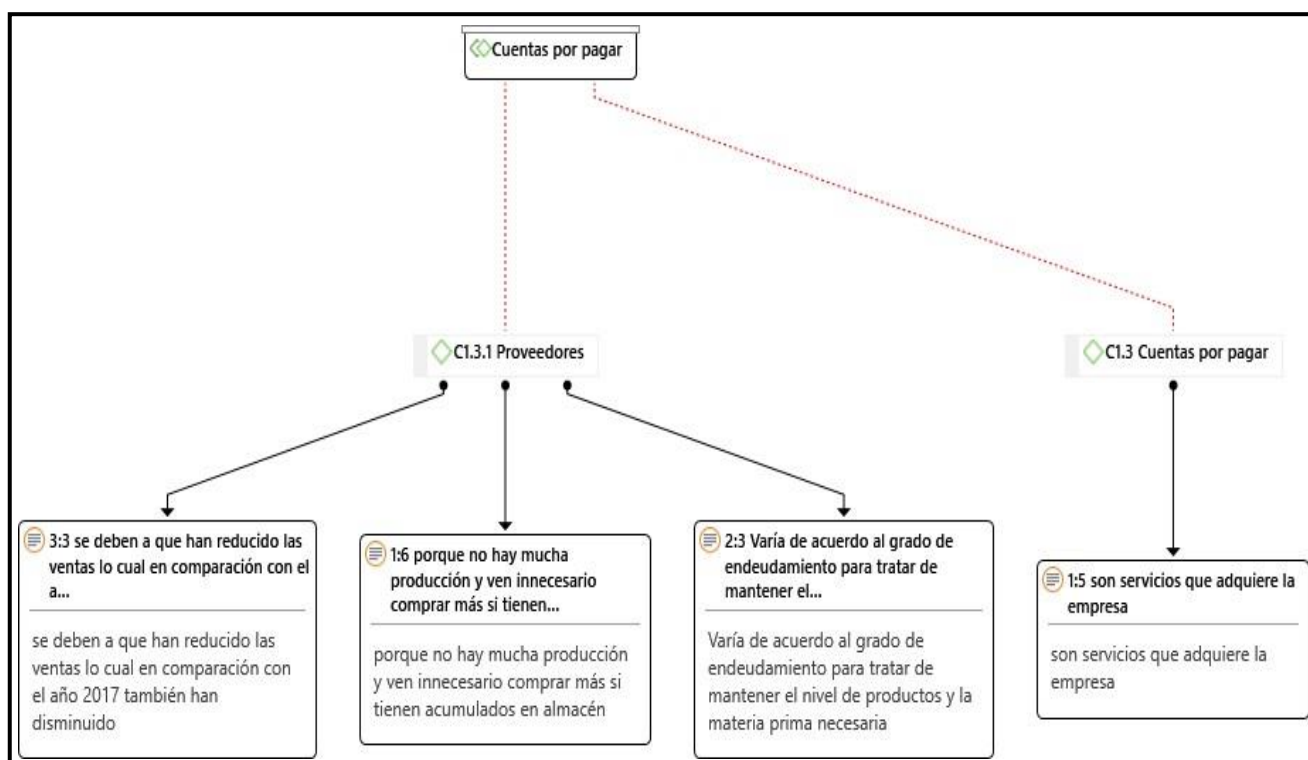 Cuentas por pagar
C1.3.1 Proveedores
C1.3 Cuentas por pagar
3:3 se deben a que han reducido las
ventas lo cual en comparación con el
a...
se deben a que han reducido las
ventas lo cual en comparación con
el año 2017 también han
disminuido
1:6 porque no hay mucha
producción y ven innecesario
comprar más si tienen...
porque no hay mucha producción
y ven innecesario comprar más si
tienen acumulados en almacén
2:3 Varía de acuerdo al grado de
endeudamiento para tratar de
mantener el...
Varía de acuerdo al grado de
endeudamiento para tratar de
mantener el nivel de productos y la
materia prima necesaria
1:5 son servicios que adquiere la
empresa
son servicios que adquiere la
empresa